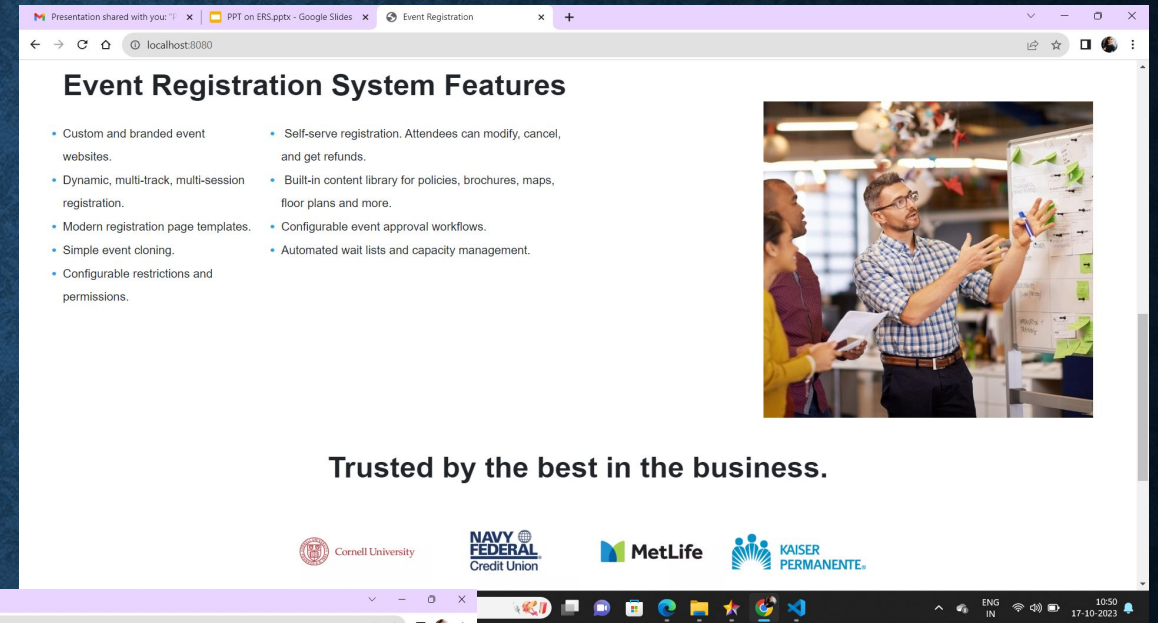 Presentation shared with you: "P
PPT on ERS.pptx - Google Slides
Event Registration
localhost:8080
Event Registration System Features
Custom and branded event
websites.
Dynamic, multi-track, multi-session
registration.
Modern registration page templates.
Simple event cloning.
Configurable restrictions and
permissions.
Self-serve registration. Attendees can modify, cancel,
and get refunds.
Built-in content library for policies, brochures, maps,
floor plans and more.
Configurable event approval workflows.
Automated wait lists and capacity management.
Trusted by the best in the business.
Cornell University
NAVY
FEDERAL
Credit Union
MetLife
KAISER
PERMANENTE®
ENG
IN
10:50
17-10-2023